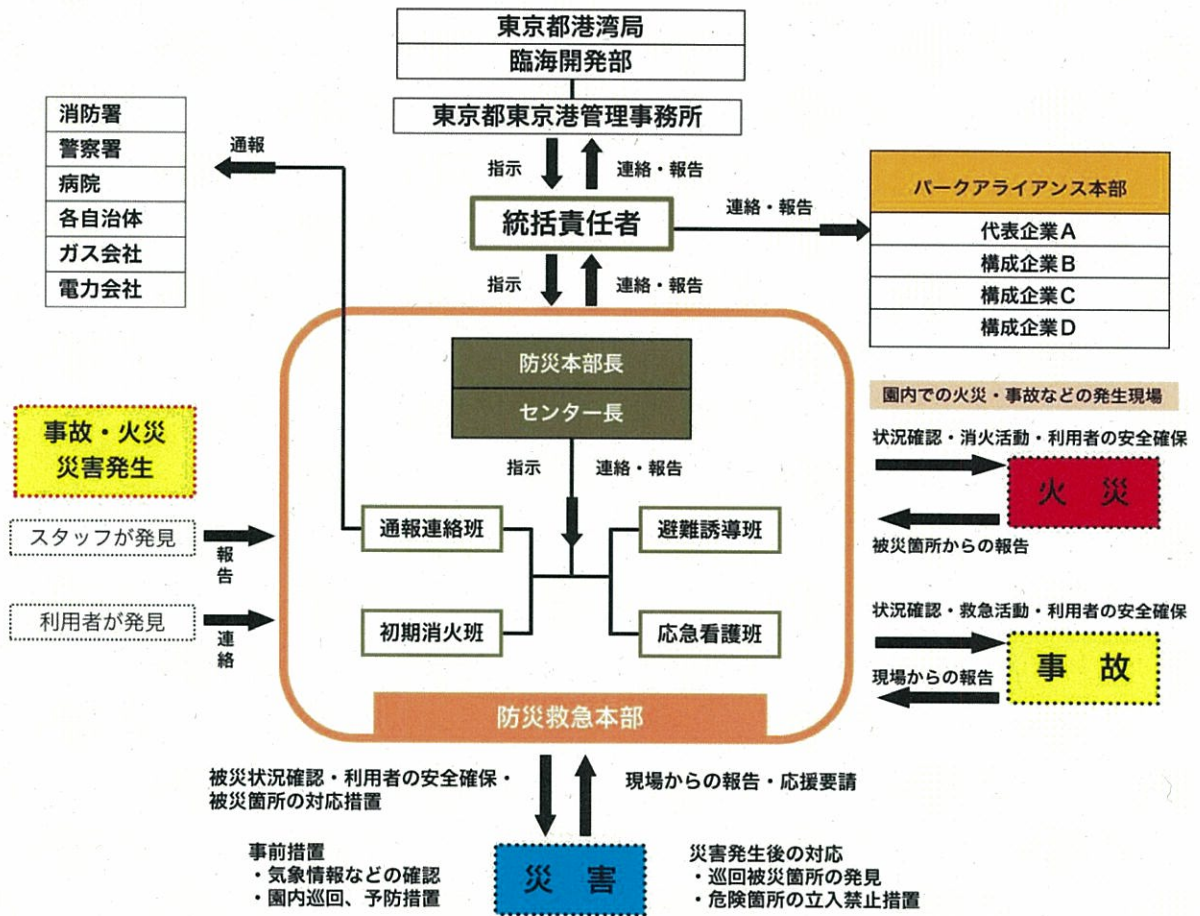 東京都港湾局
臨海開発部
東京都東京港管理事務所
消防署
警察署
病院
各自治体
ガス会社
電力会社
通報
指示
連絡・報告
統括責任者
連絡・報告
パークアライアンス本部
代表企業A
構成企業B
構成企業C
構成企業D
指示
連絡・報告
防災本部長
センター長
指示
連絡・報告
通報連絡班
避難誘導班
初期消火班
応急看護班
防災救急本部
事故・火災
災害発生
スタッフが発見
報告
利用者が発見
連絡
園内での火災・事故などの発生現場
状況確認・消火活動・利用者の安全確保
火 災
被災箇所からの報告
状況確認・救急活動・利用者の安全確保
事 故
現場からの報告
被災状況確認・利用者の安全確保・
被災箇所の対応措置
現場からの報告・応援要請
事前措置
・気象情報などの確認
・園内巡回、予防措置
災 害
災害発生後の対応
・巡回被災箇所の発見
・危険箇所の立入禁止措置